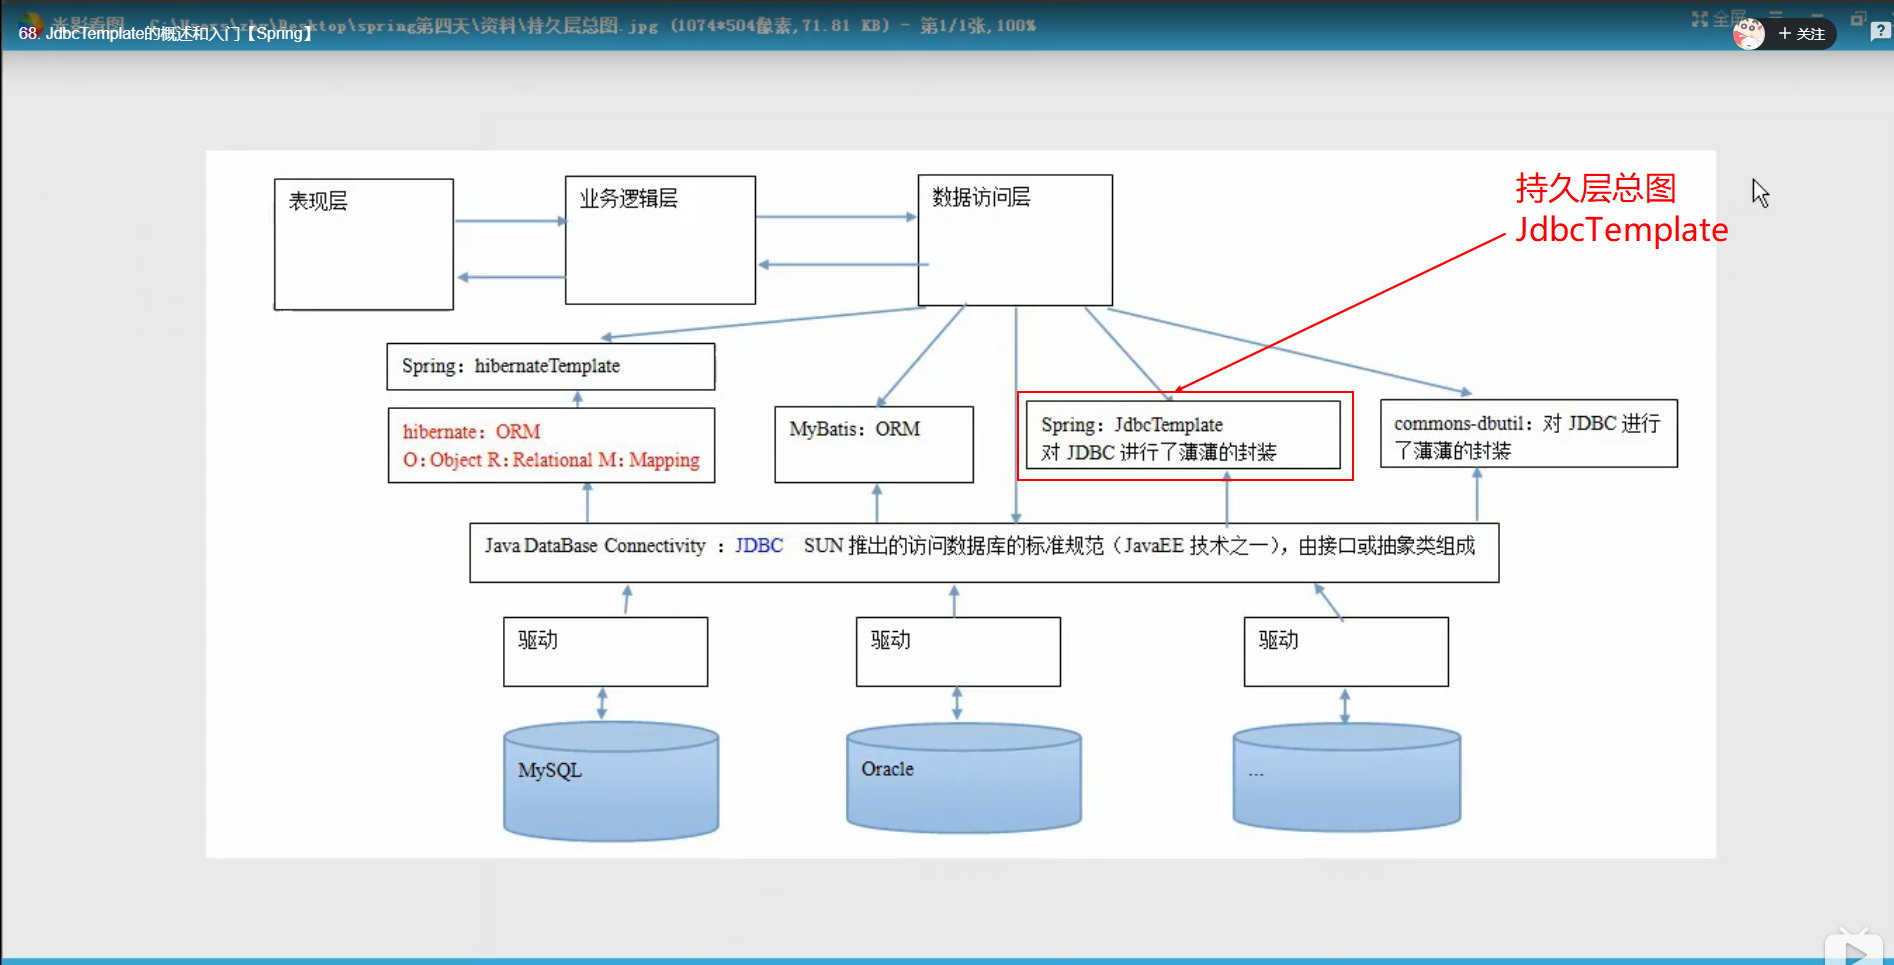 68. JdbcTemplate的概述和入门【Spring】
top\spring第四天\资料\持久层总图.jpg (1074*504像素,71.81 KB) - 第1/1张,100%
全屏
+ 关注
持久层总图
JdbcTemplate
表现层
业务逻辑层
数据访问层
Spring：hibernateTemplate
hibernate：ORM
O：Object R：Relational M：Mapping
MyBatis：ORM
Spring：JdbcTemplate
对 JDBC 进行了薄薄的封装
commons-dbutil：对 JDBC 进行
了薄薄的封装
Java DataBase Connectivity ：JDBC SUN 推出的访问数据库的标准规范（JavaEE 技术之一），由接口或抽象类组成
驱动
驱动
驱动
MySQL
Oracle
...